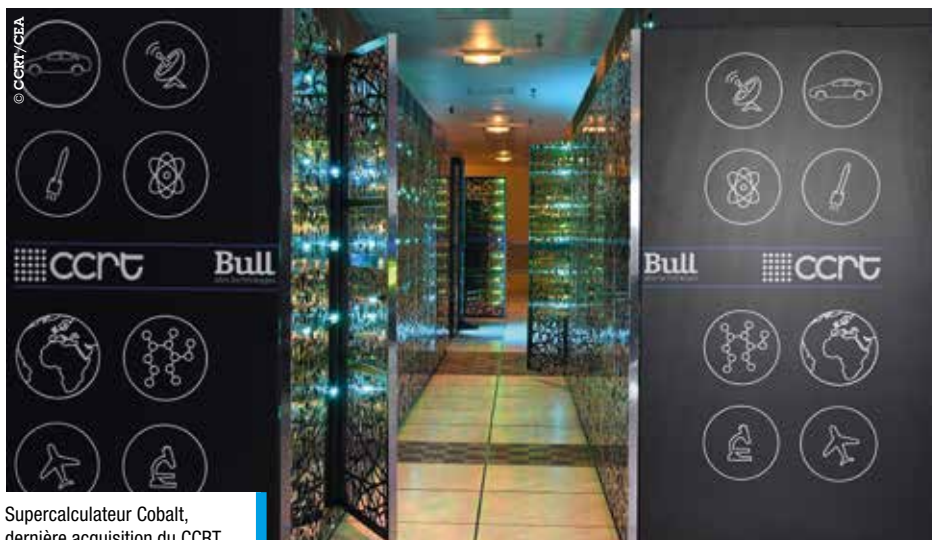 © CCRT/CEA
ccrt Bull
Bull ccrt
Supercalculateur Cobalt,
dernière acquisition du CCRT